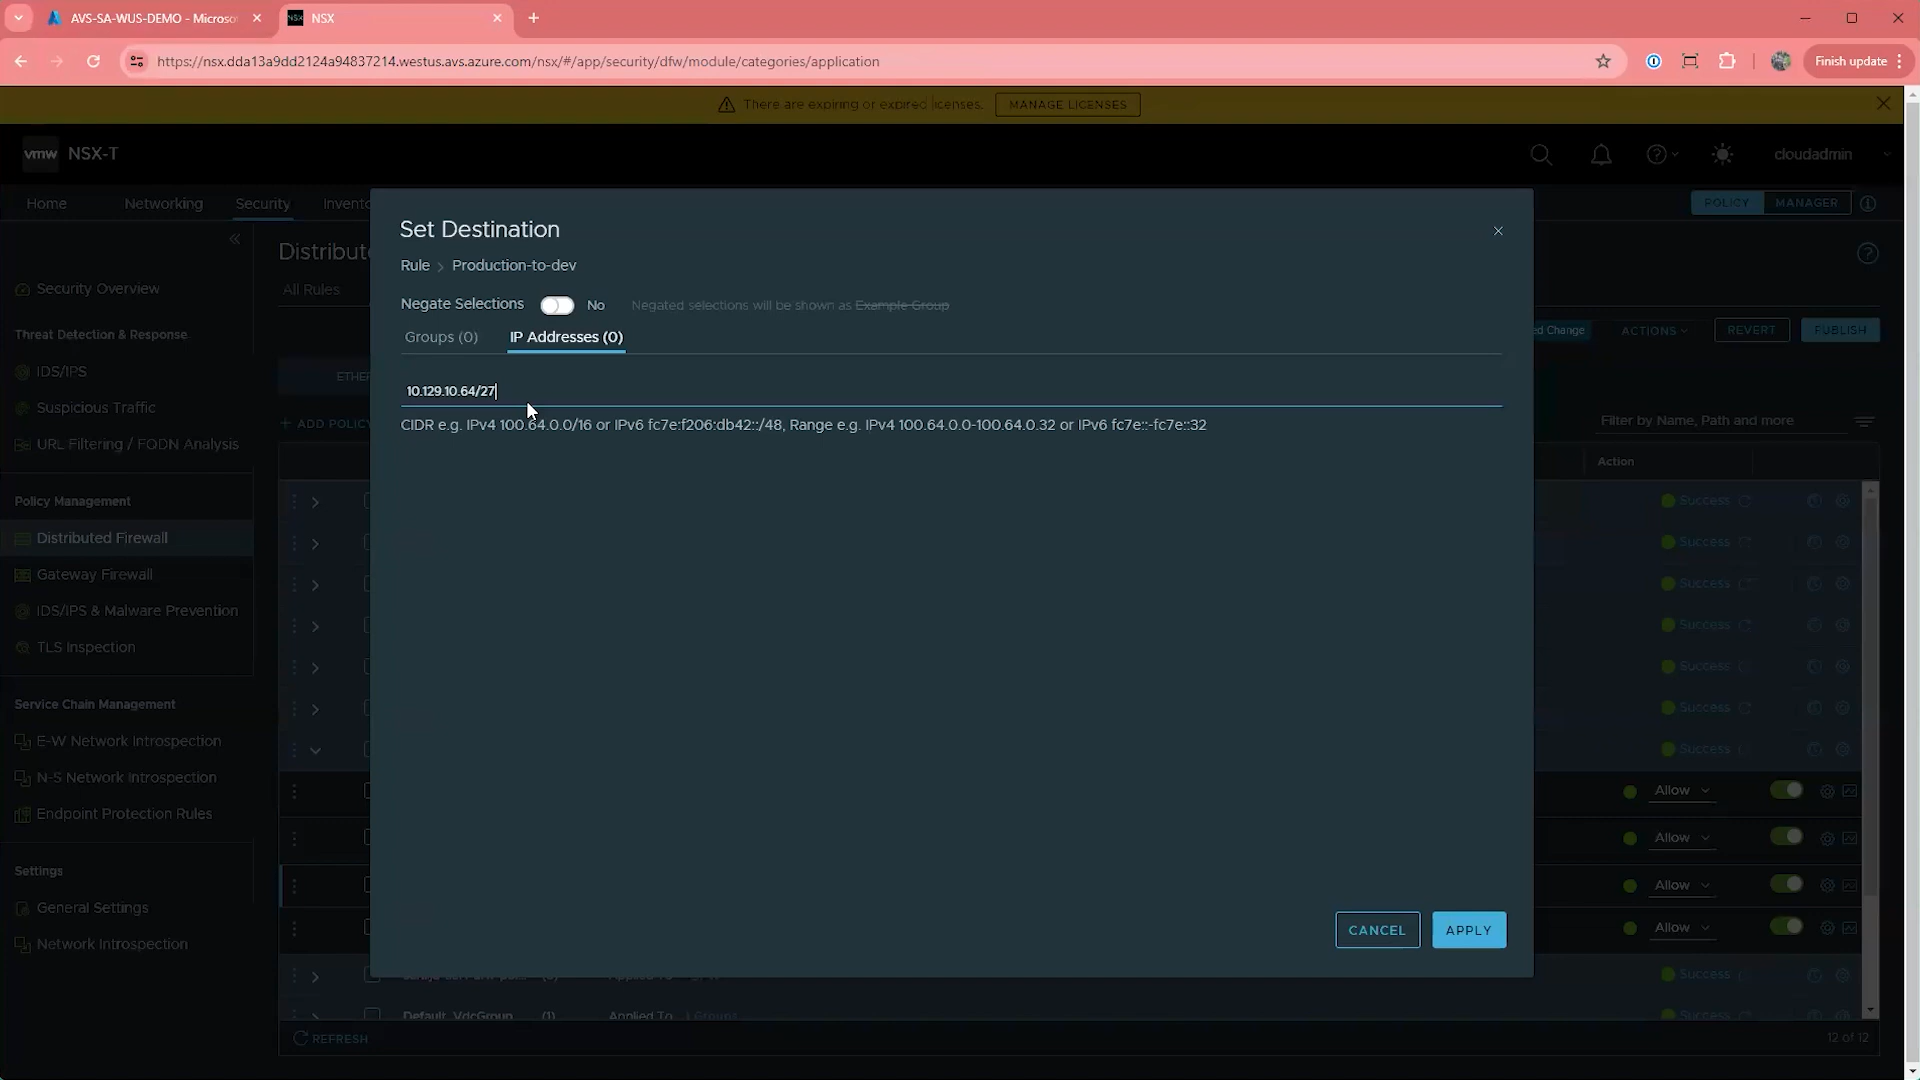 AVS-SA-WUS-DEMO - Microso
NSX
https://nsx.dda13a9dd2124a94837214.westus.avs.azure.com/nsx/#/app/security/dfw/module/categories/application
Finish update
There are expiring or expired licenses.
MANAGE LICENSES
vmw NSX-T
cloudadmin
Home
Networking
Security
Invento
POLICY
MANAGER
Set Destination
Rule > Production-to-dev
Negate Selections
No
Negated selections will be shown as Example Group
Groups (0)
IP Addresses (0)
10.129.10.64/27
CIDR e.g. IPv4 100.64.0.0/16 or IPv6 fc7e:f206:db42::/48, Range e.g. IPv4 100.64.0.0-100.64.0.32 or IPv6 fc7e::-fc7e::32
CANCEL
APPLY
Security Overview
Threat Detection & Response
IDS/IPS
Suspicious Traffic
URL Filtering / FQDN Analysis
Policy Management
Distributed Firewall
Gateway Firewall
IDS/IPS & Malware Prevention
TLS Inspection
Service Chain Management
E-W Network Introspection
N-S Network Introspection
Endpoint Protection Rules
Settings
General Settings
Network Introspection
Distribute
All Rules
ed Change
ACTIONS
REVERT
PUBLISH
ETHER
+ ADD POLICY
Filter by Name, Path and more
Action
Success
Success
Success
Success
Success
Success
Success
Allow
Allow
Allow
Allow
Applied To
Success
Default_VdcGroup
(1)
Applied To
1 Groups
Success
REFRESH
12 of 12